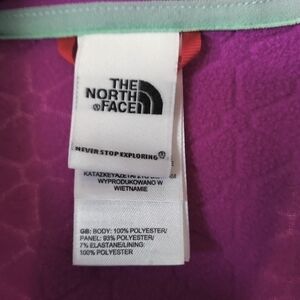 THE
NORTH
FACE
NEVER STOP EXPLORING
WYPRODUKOWANO W
WIETNAMIE
GB: BODY: 100% POLYESTER/
PANEL: 93% POLYESTER/
7% ELASTANE/LINING:
100% POLYESTER